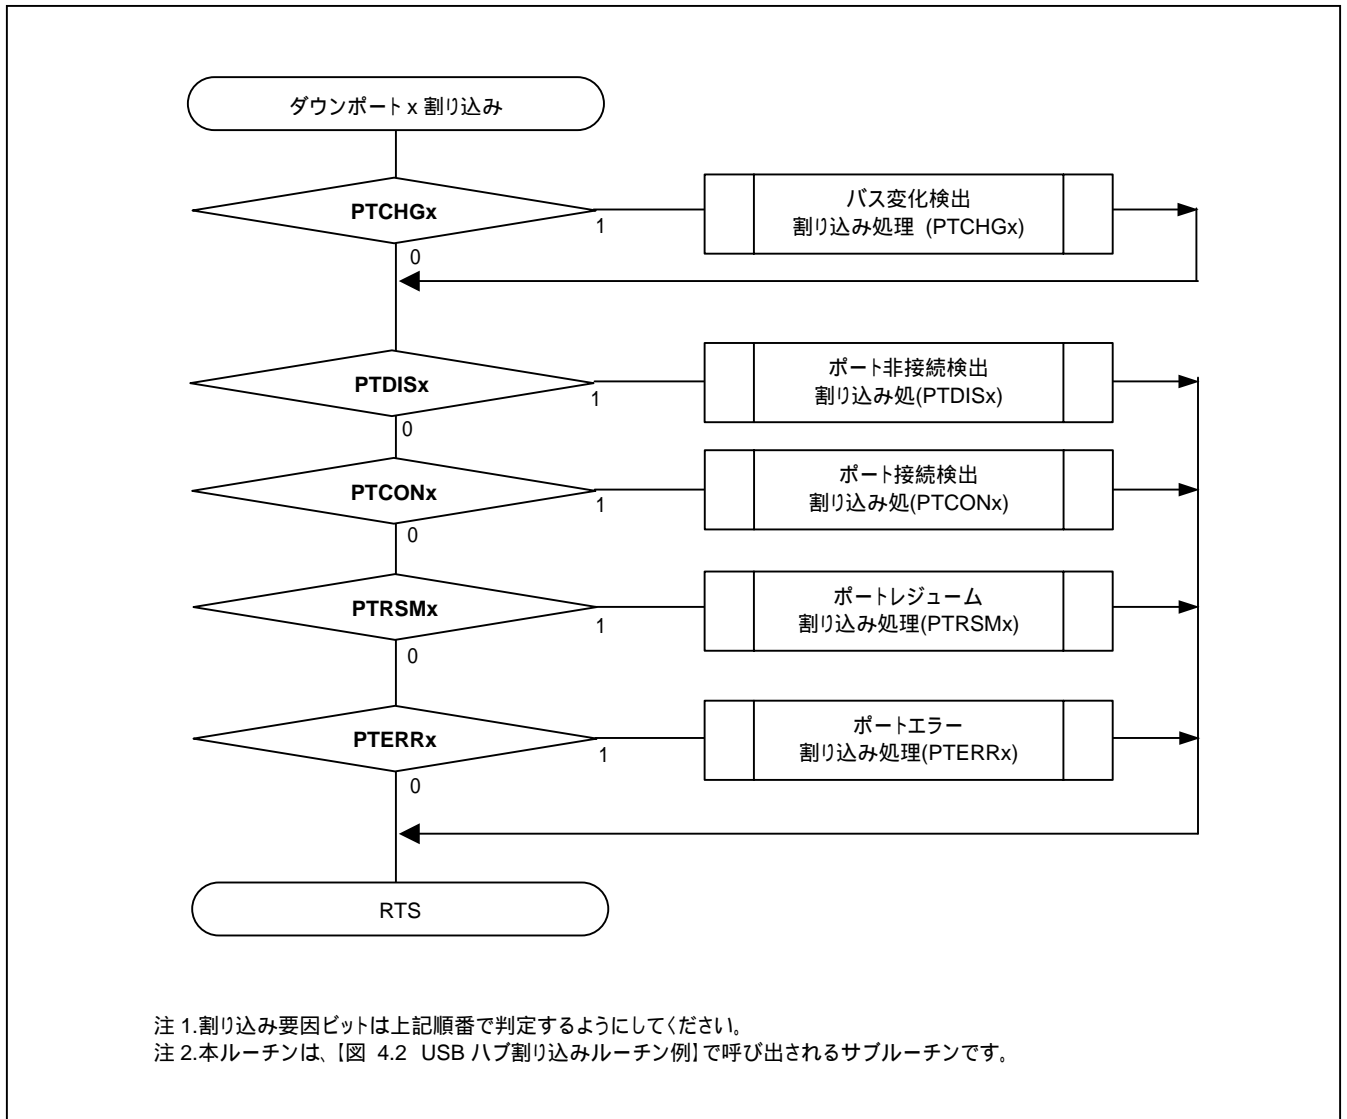 ダウンポート x 割り込み
PTCHGx
1
0
バス変化検出
割り込み処理 (PTCHGx)
PTDISx
1
0
ポート非接続検出
割り込み処(PTDISx)
PTCONx
1
0
ポート接続検出
割り込み処(PTCONx)
PTRSMx
1
0
ポートレジューム
割り込み処理(PTRSMx)
PTERRx
1
0
ポートエラー
割り込み処理(PTERRx)
RTS
注 1.割り込み要因ビットは上記順番で判定するようにしてください。
注 2.本ルーチンは、【図 4.2 USB ハブ割り込みルーチン例】で呼び出されるサブルーチンです。